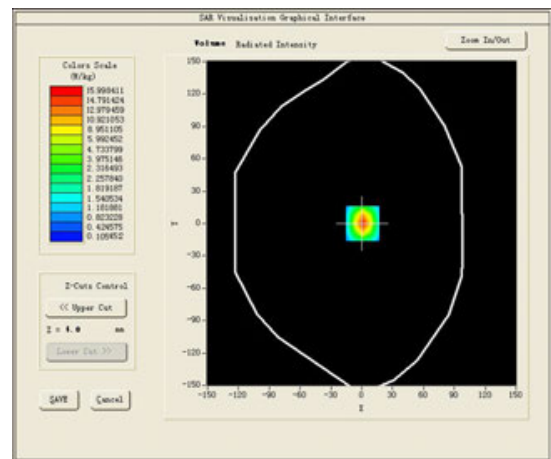 SAR Visualisation Graphical Interface
Volume Radiated Intensity
Zoom In/Out
Colors Scale
(W/kg)
15.998411
14.791424
12.979459
10.921053
8.951105
5.992452
4.733799
3.975146
2.316493
2.257840
1.819187
1.540534
1.181881
0.823228
0.424575
0.105452
Z-Cuts Control
<< Upper Cut
Z = 4.0 mm
Lower Cut >>
SAVE Cancel
150
120
90
60
30
0
-30
-60
-90
-120
-150
Y
-150 -120 -90 -60 -30 0 30 60 90 120 150
X